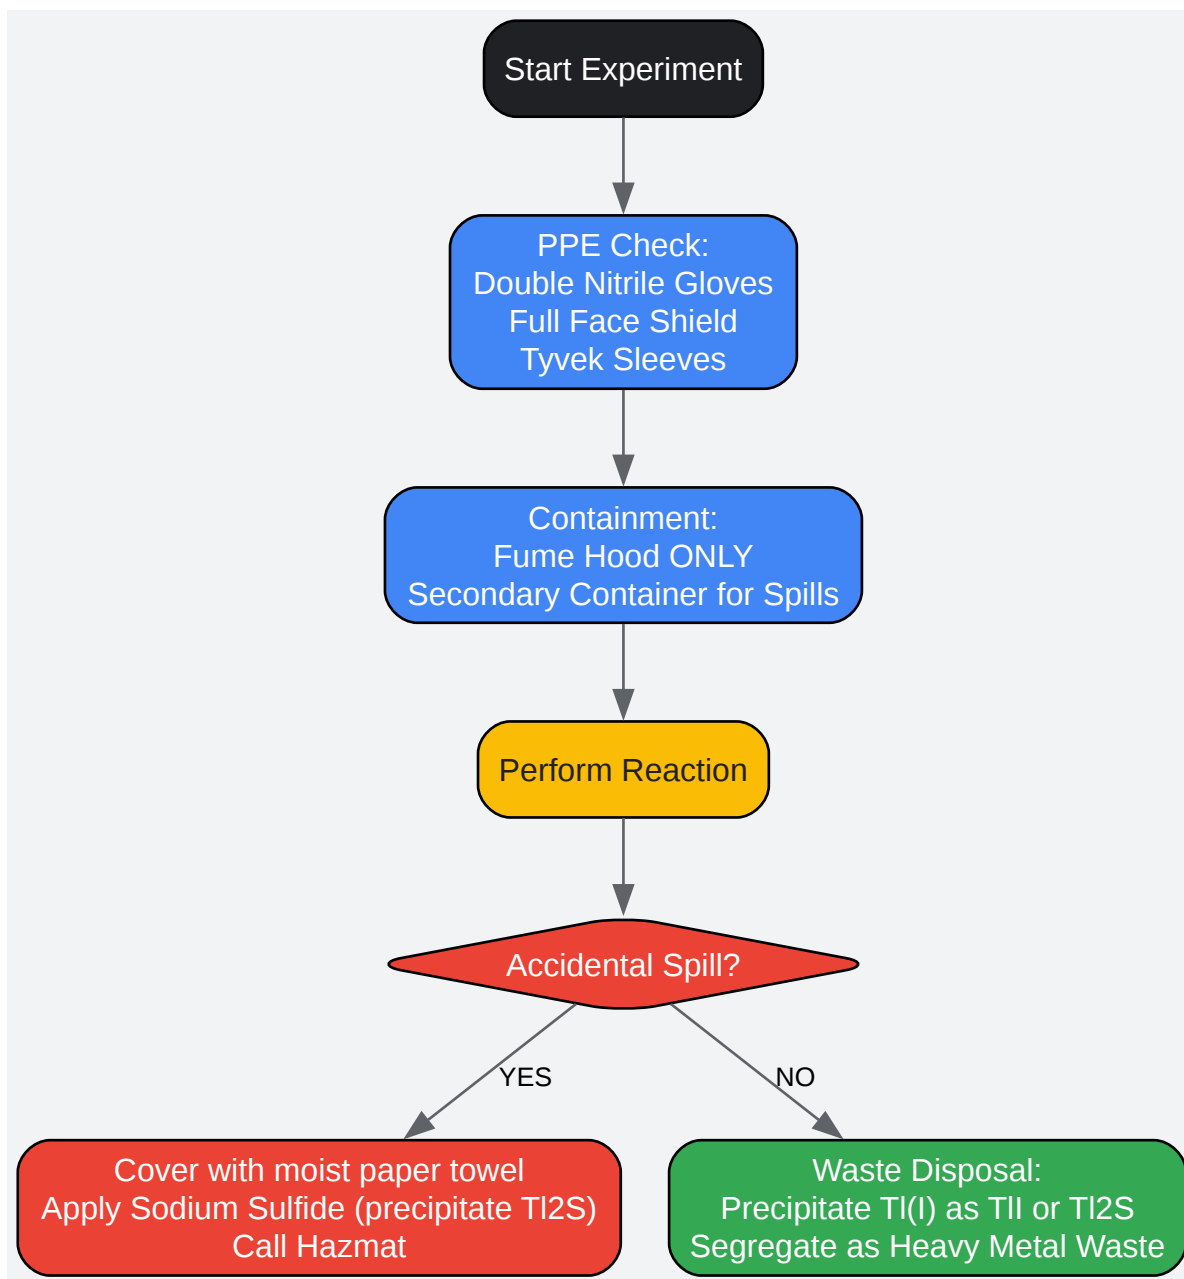 Start Experiment
PPE Check:
Double Nitrile Gloves
Full Face Shield
Tyvek Sleeves
Containment:
Fume Hood ONLY
Secondary Container for Spills
Perform Reaction
Accidental Spill?
YES
NO
Cover with moist paper towel
Apply Sodium Sulfide (precipitate Tl2S)
Call Hazmat
Waste Disposal:
Precipitate Tl(I) as TlI or Tl2S
Segregate as Heavy Metal Waste